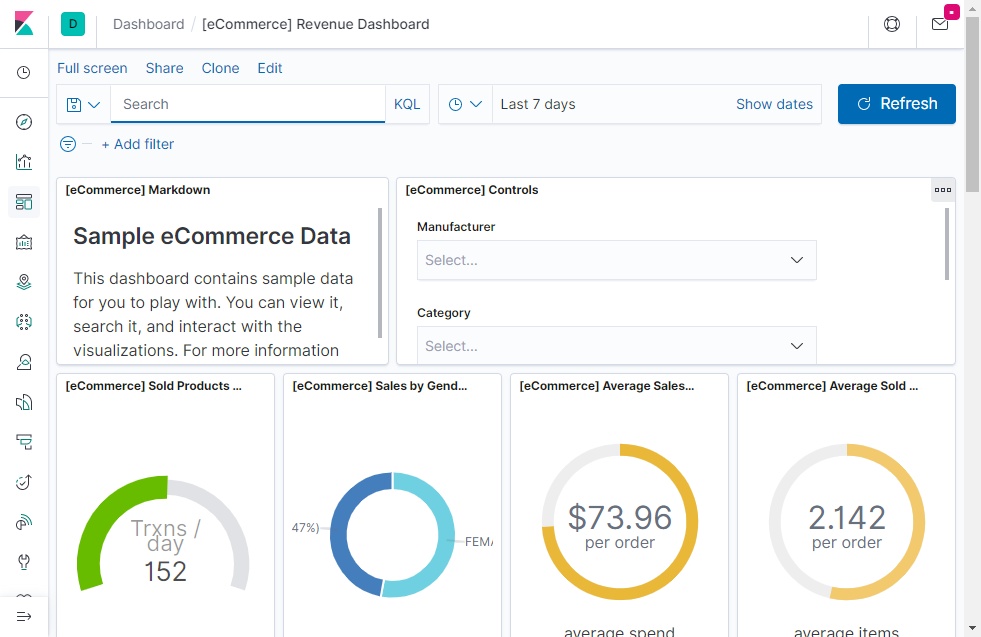 D
Dashboard / [eCommerce] Revenue Dashboard
Full screen Share Clone Edit
Search KQL Last 7 days Show dates Refresh
+ Add filter
[eCommerce] Markdown
Sample eCommerce Data
This dashboard contains sample data
for you to play with. You can view it,
search it, and interact with the
visualizations. For more information
[eCommerce] Controls
Manufacturer
Select...
Category
Select...
[eCommerce] Sold Products ...
Trxns /
day
152
[eCommerce] Sales by Gend...
47%)
FEMA
[eCommerce] Average Sales...
$73.96
per order
average spend
[eCommerce] Average Sold ...
2.142
per order
average items